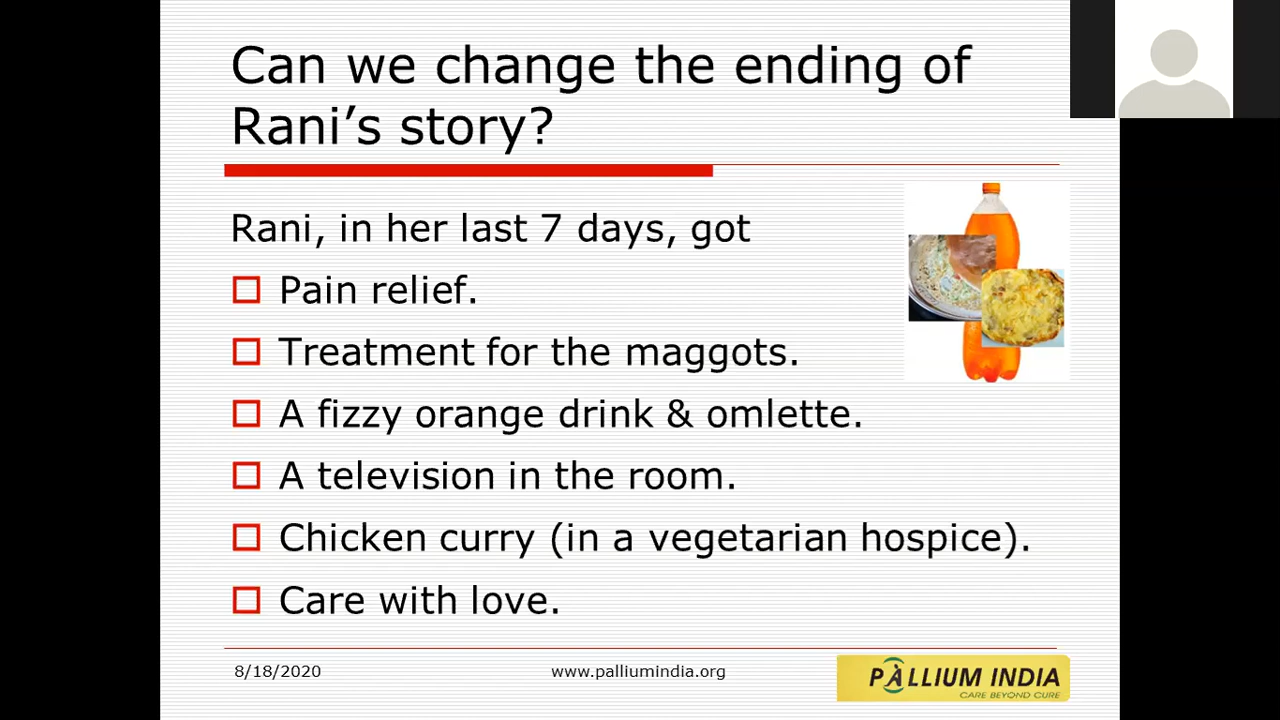 Can we change the ending of
Rani’s story?
Rani, in her last 7 days, got
Pain relief.
Treatment for the maggots.
A fizzy orange drink & omlette.
A television in the room.
Chicken curry (in a vegetarian hospice).
Care with love.
8/18/2020
www.palliumindia.org
PALLIUM INDIA
CARE BEYOND CURE